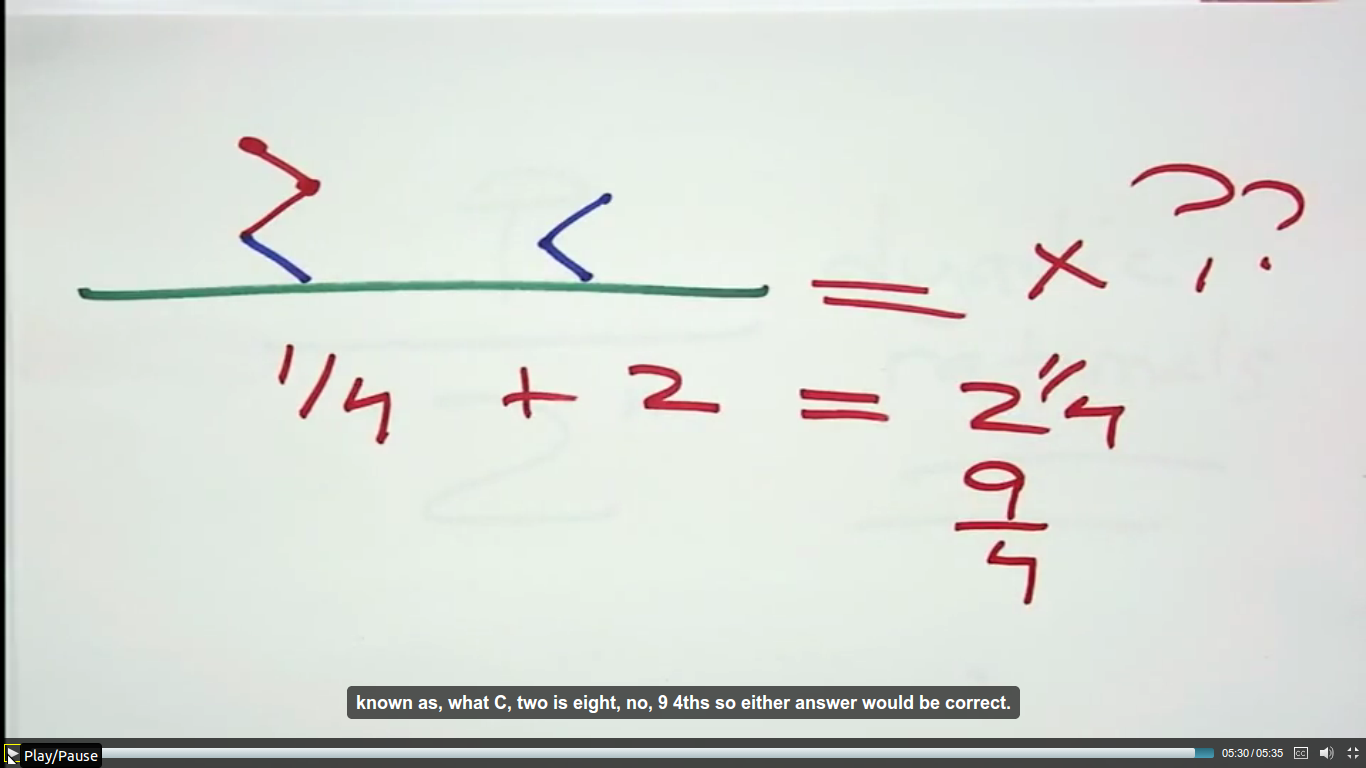 = x ??
1/4 + 2 = 2 1/4
9
4
known as, what C, two is eight, no, 9 4ths so either answer would be correct.
Play/Pause
05:30 / 05:35
CC